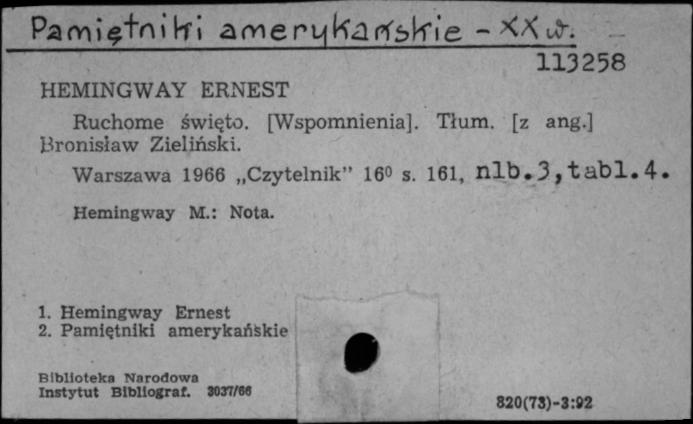 Pamiętniki amerykańskie - XX w.
113258
HEMINGWAY ERNEST
Ruchome święto. [Wspomnienia]. Tłum. [z ang.]
Bronisław Zieliński.
Warszawa 1966 „Czytelnik” 16⁰ s. 161, nlb.3,tabl.4.
Hemingway M.: Nota.
1. Hemingway Ernest
2. Pamiętniki amerykańskie
Biblioteka Narodowa
Instytut Bibliograf. 3037/66
820(73)-3:92